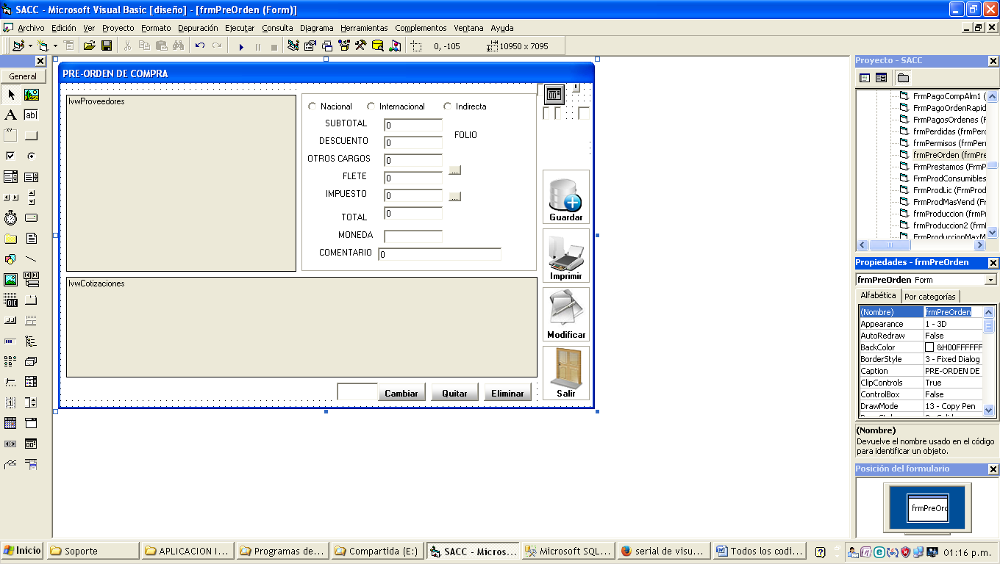 SACC - Microsoft Visual Basic [diseño] - [frmPreOrden (Form)]
Archivo Edición Ver Proyecto Formato Depuración Ejecutar Consulta Diagrama Herramientas Complementos Ventana Ayuda
0, -105
10950 x 7095
General
PRE-ORDEN DE COMPRA
lvwProveedores
Nacional
Internacional
Indirecta
SUBTOTAL
0
FOLIO
DESCUENTO
0
OTROS CARGOS
0
FLETE
0
...
IMPUESTO
0
...
TOTAL
0
MONEDA
COMENTARIO
0
lvwCotizaciones
Guardar
Imprimir
Modificar
Salir
Cambiar
Quitar
Eliminar
A
ab|
xy
OLE
Proyecto - SACC
FrmPagoCompAlm1 (
FrmPagoOrdenRapid
FrmPagosOrdenes (F
frmPerdidas (frmPerc
frmPermisos (frmPerr
frmPreOrden (frmPre
FrmPrestamos (FrmP
FrmProdConsumibles
FrmProdLic (FrmProd
FrmProdMasVend (Fr
frmProduccion (frmPr
frmProduccion2 (frml
FrmProduccionMaxM
Propiedades - frmPreOrden
frmPreOrden Form
Alfabética
Por categorías
(Nombre) frmPreOrden
Appearance 1 - 3D
AutoRedraw False
BackColor &H00FFFFFF
BorderStyle 3 - Fixed Dialog
Caption PRE-ORDEN DE
ClipControls True
ControlBox False
DrawMode 13 - Copy Pen
(Nombre)
Devuelve el nombre usado en el código
para identificar un objeto.
Posición del formulario
frmPreOrd
Inicio
Soporte
APLICACION I...
Programas de...
Compartida (E:)
SACC - Micros...
Microsoft SQL...
serial de visu...
Todos los codi...
01:16 p.m.